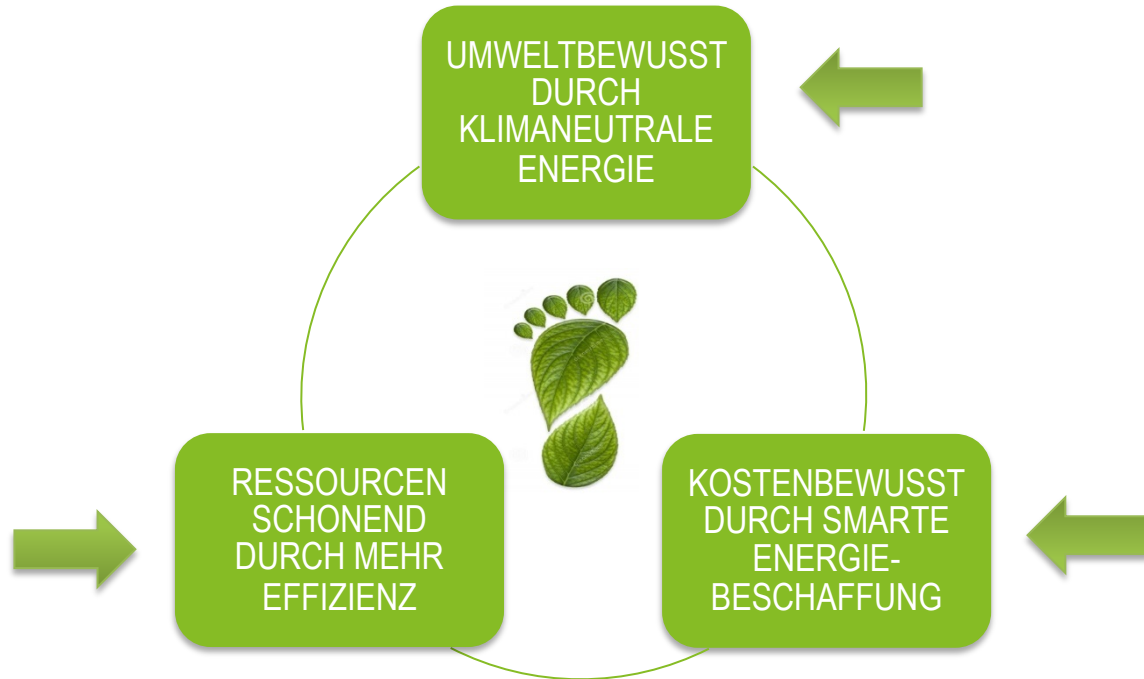 UMWELTBEWUSST
DURCH
KLIMANEUTRALE
ENERGIE
RESSOURCEN
SCHONEND
DURCH MEHR
EFFIZIENZ
KOSTENBEWUSST
DURCH SMARTE
ENERGIE-
BESCHAFFUNG